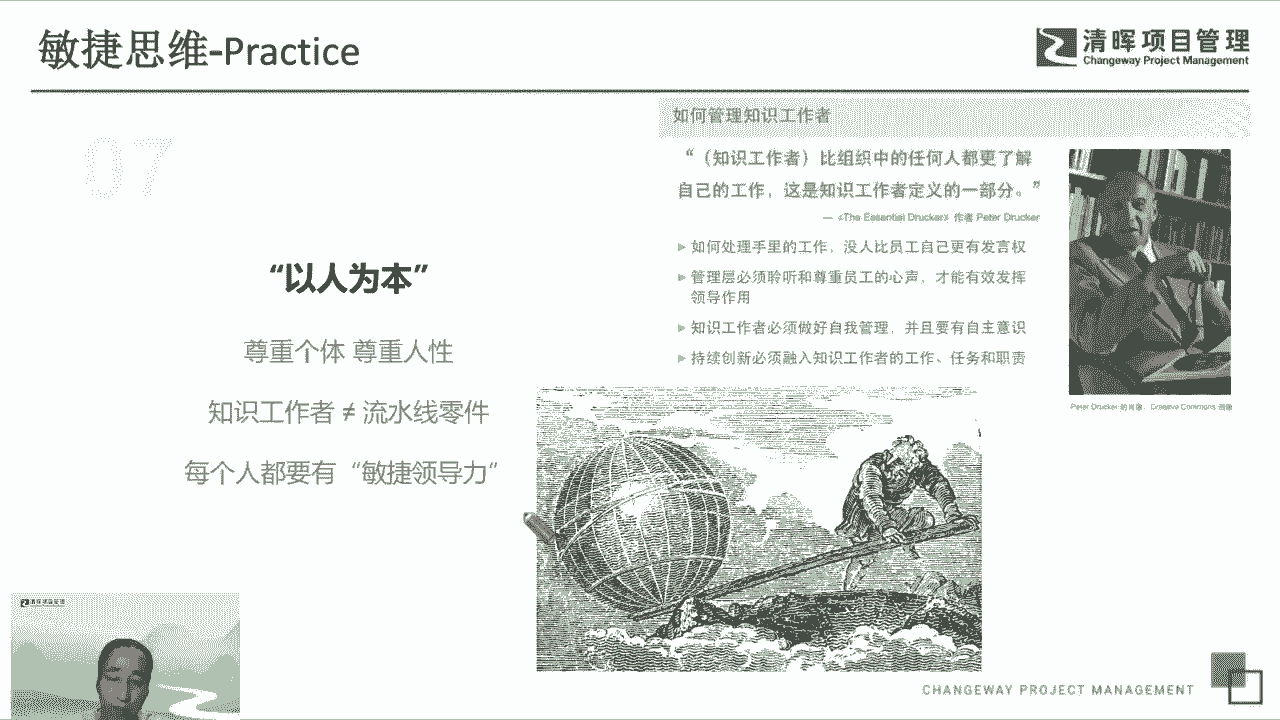 敏捷思维-Practice
清晖项目管理
Changeway Project Management
07
如何管理知识工作者
“（知识工作者）比组织中的任何人都更了解
自己的工作，这是知识工作者定义的一部分。”
— 《The Essential Drucker》 作者 Peter Drucker
▶ 如何处理手里的工作，没人比员工自己更有发言权
▶ 管理层必须聆听和尊重员工的心声，才能有效发挥
领导作用
▶ 知识工作者必须做好自我管理，并且要有自主意识
▶ 持续创新必须融入知识工作者的工作、任务和职责
Peter Drucker 的肖像，Creative Commons 图像
“以人为本”
尊重个体 尊重人性
知识工作者 ≠ 流水线零件
每个人都要有“敏捷领导力”
清晖项目管理
CHANGEWAY PROJECT MANAGEMENT